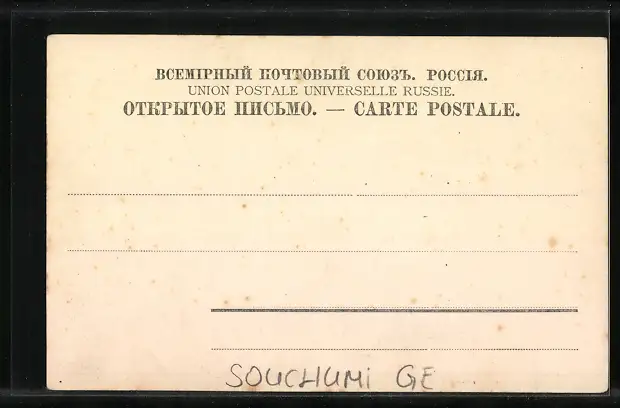 ВСЕМІРНЫЙ ПОЧТОВЫЙ СОЮЗЪ. РОССІЯ.
UNION POSTALE UNIVERSELLE RUSSIE.
ОТКРЫТОЕ ПИСЬМО. — CARTE POSTALE.
SOUCHUMI GE